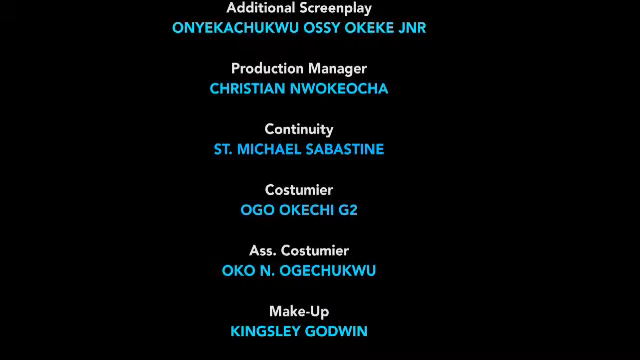 Additional Screenplay
ONYEKACHUKWU OSSY OKEKE JNR
Production Manager
CHRISTIAN NWOKEOCHA
Continuity
ST. MICHAEL SABASTINE
Costumier
OGO OKECHI G2
Ass. Costumier
OKO N. OGECHUKWU
Make-Up
KINGSLEY GODWIN